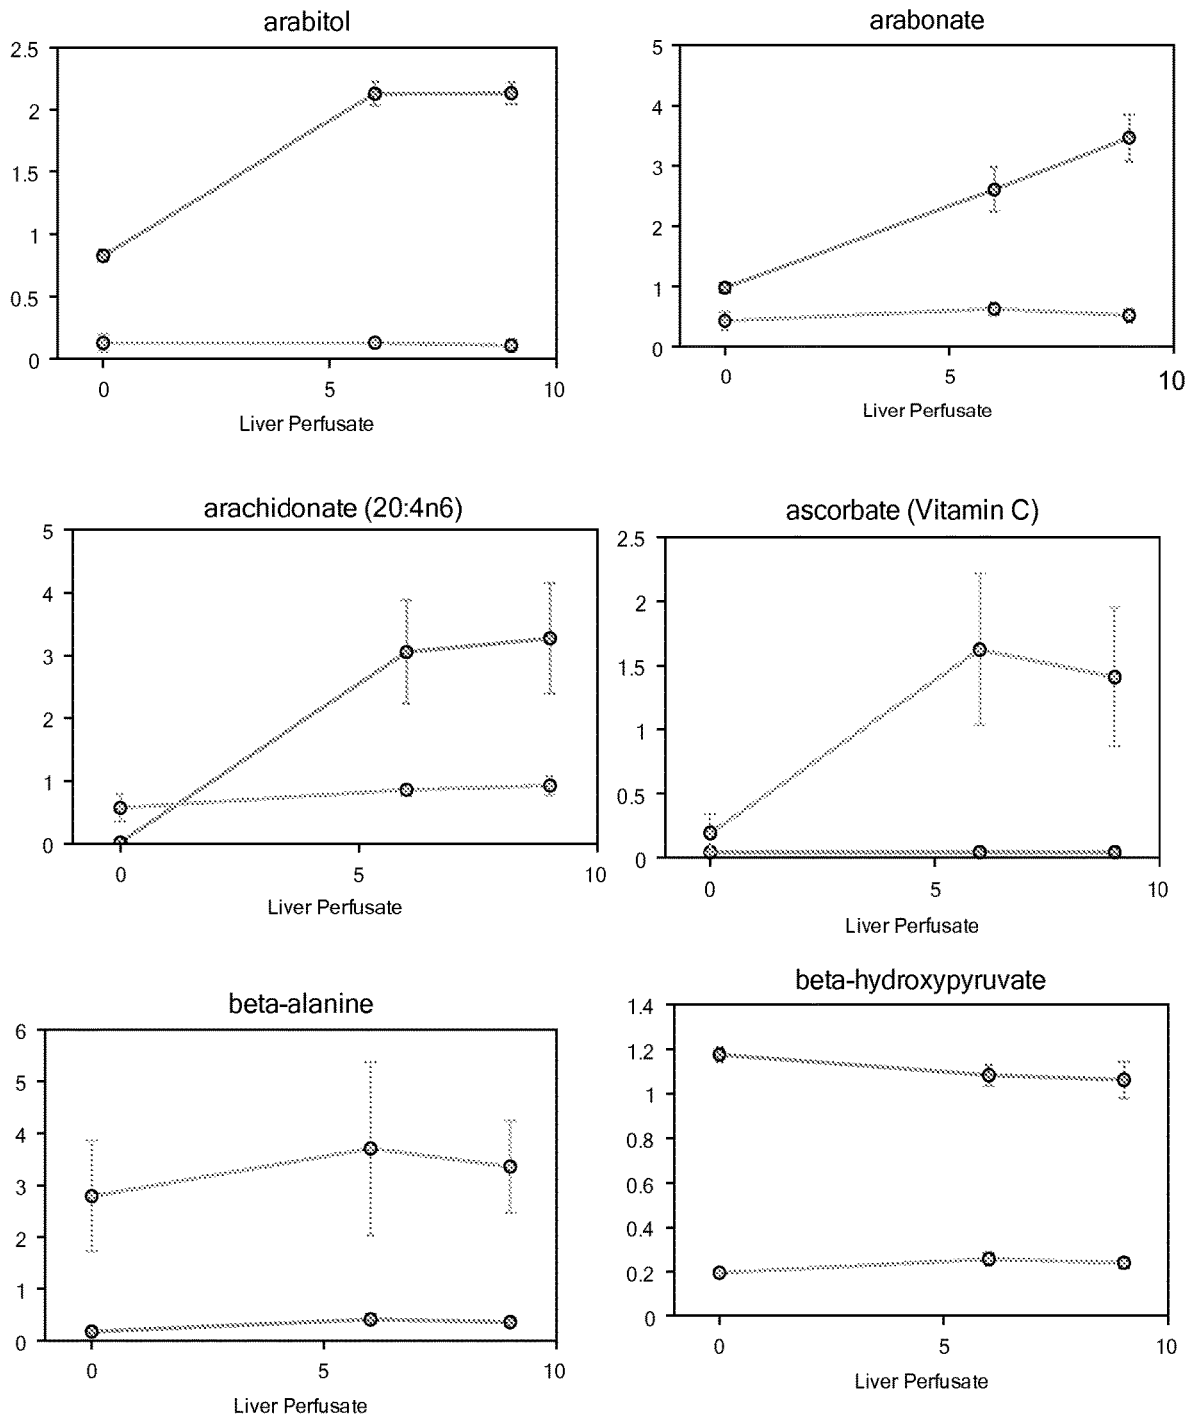 arabitol
2.5
2
1.5
1
0.5
0
0 5 10
Liver Perfusate
arabonate
5
4
3
2
1
0
0 5 10
Liver Perfusate
arachidonate (20:4n6)
5
4
3
2
1
0
0 5 10
Liver Perfusate
ascorbate (Vitamin C)
2.5
2
1.5
1
0.5
0
0 5 10
Liver Perfusate
beta-alanine
6
5
4
3
2
1
0
0 5 10
Liver Perfusate
beta-hydroxypyruvate
1.4
1.2
1
0.8
0.6
0.4
0.2
0
0 5 10
Liver Perfusate